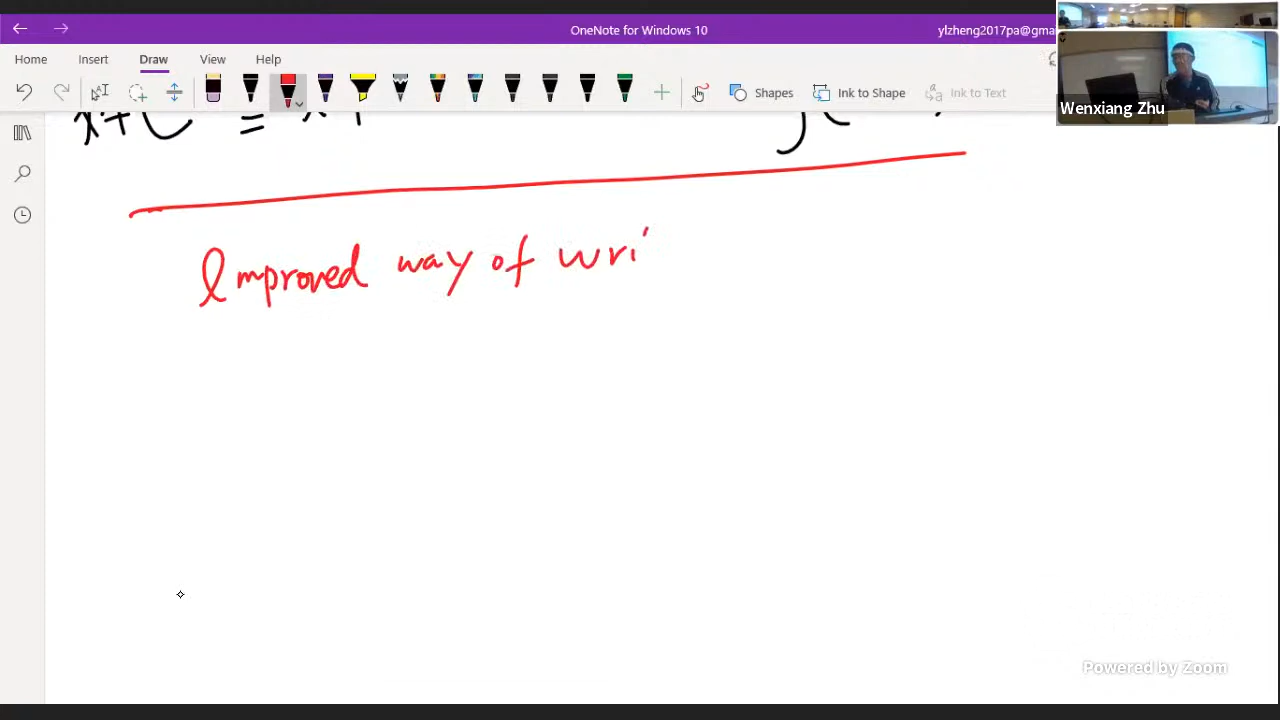 OneNote for Windows 10
ylzheng2017pa@gma
Home Insert Draw View Help
Shapes Ink to Shape Ink to Text
Wenxiang Zhu
Improved way of wri
Powered by Zoom